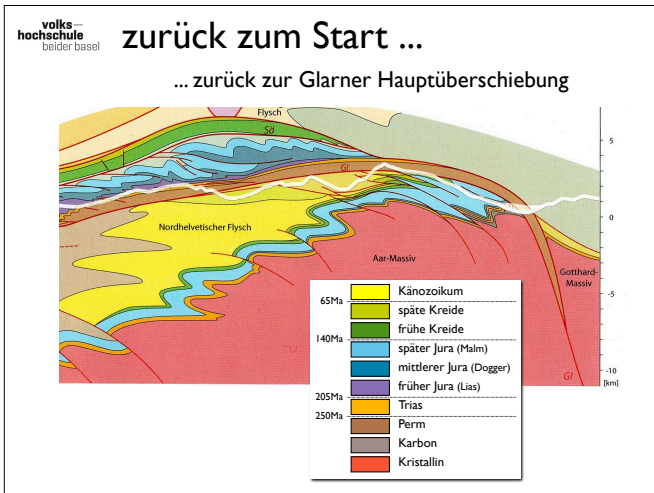 volks—
hochschule
beider basel
zurück zum Start ...
... zurück zur Glarner Hauptüberschiebung
Flysch
Sä
Gl
Nordhelvetischer Flysch
Aar-Massiv
Gotthard-
Massiv
Gl
5
0
-5
-10
[km]
Känozoikum
65Ma
späte Kreide
frühe Kreide
140Ma
später Jura (Malm)
mittlerer Jura (Dogger)
früher Jura (Lias)
205Ma
Trias
250Ma
Perm
Karbon
Kristallin